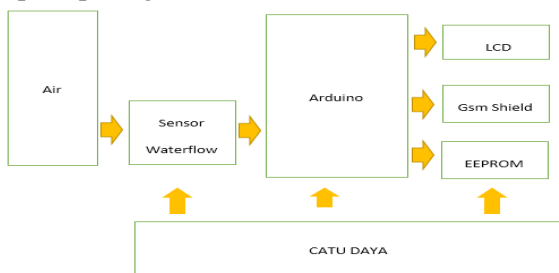 Air
Sensor
Waterflow
Arduino
LCD
Gsm Shield
EEPROM
CATU DAYA